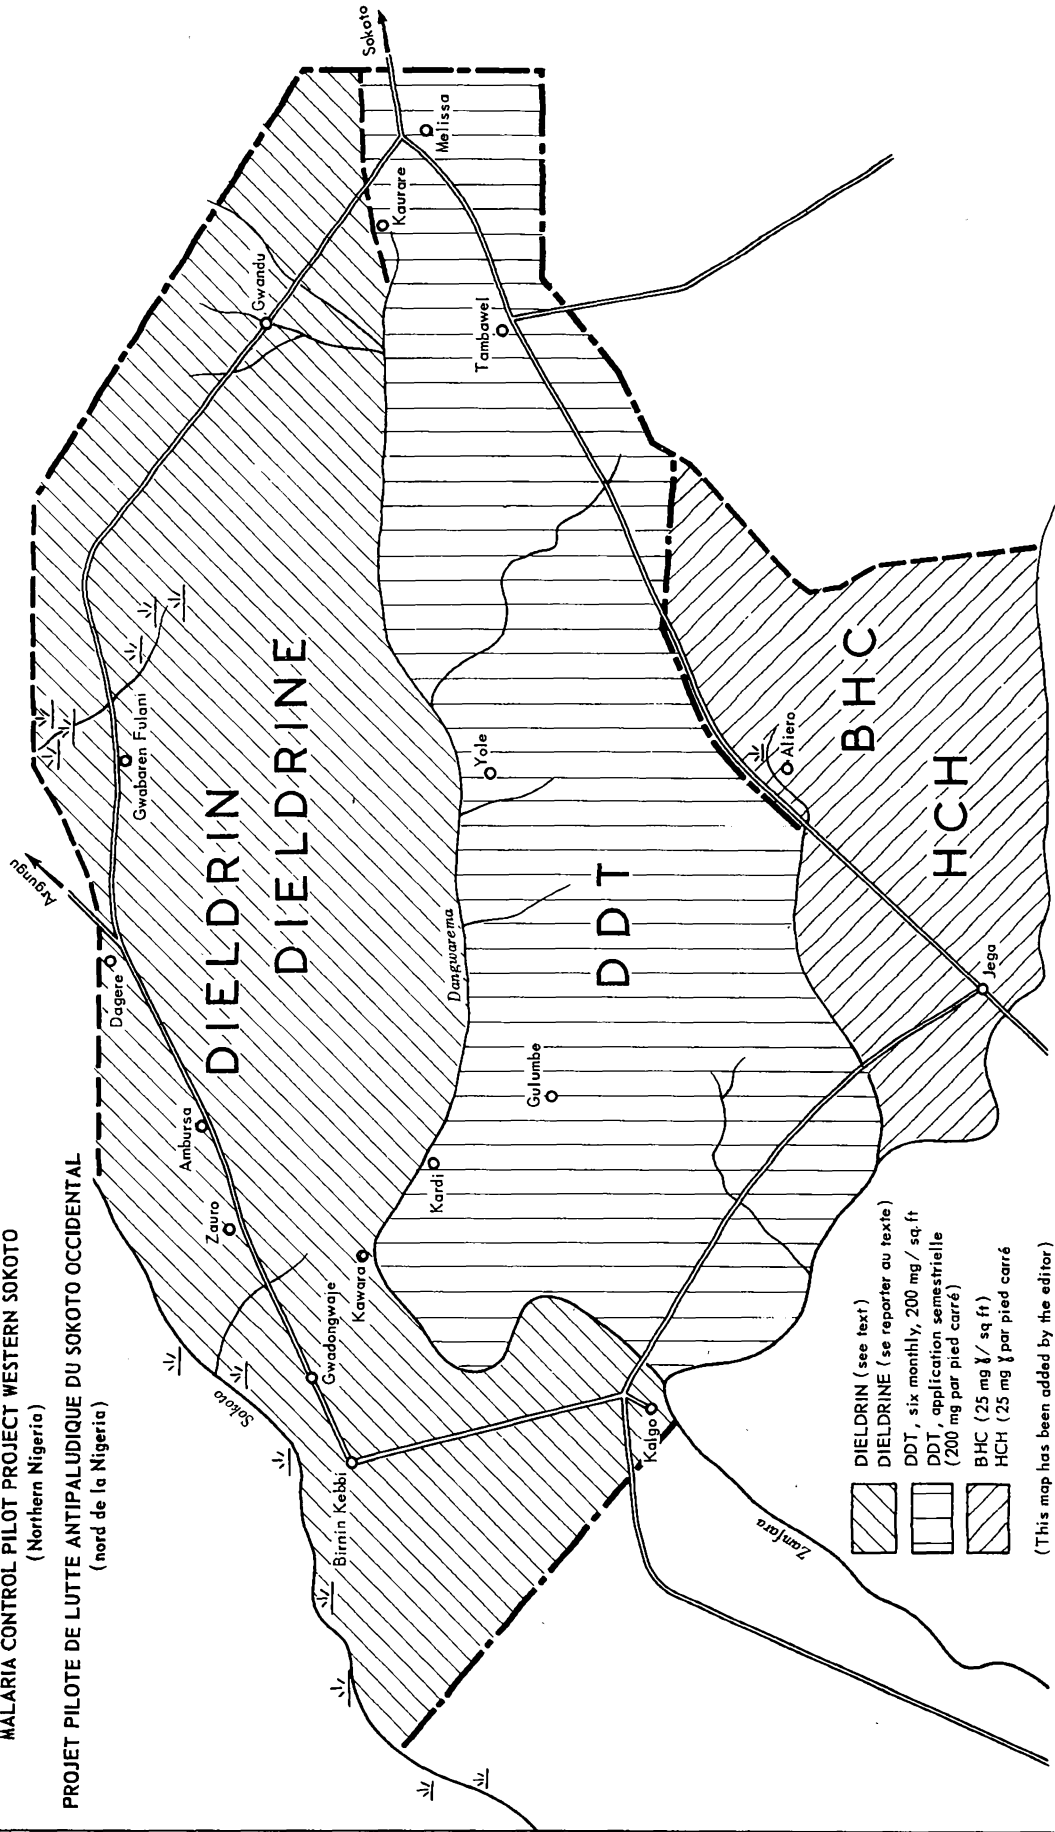 MALARIA CONTROL PILOT PROJECT WESTERN SOKOTO
(Northern Nigeria)
PROJET PILOTE DE LUTTE ANTIPALUDIQUE DU SOKOTO OCCIDENTAL
(nord de la Nigeria)
Argungu
Sokoto
Dagere
Gwabaren Fulani
Gwandu
Kaurare
Melissa
Ambursa
Zauro
DIELDRIN
DIELDRINE
Sokoto
Gwadongwaje
Kawara
Birnin Kebbi
Kardi
Dangwarema
Yole
Tambawel
Gulumbe
DDT
Kalgo
Aliero
BHC
HCH
Jega
Zamfara
DIELDRIN (see text)
DIELDRINE (se reporter au texte)
DDT, six monthly, 200 mg / sq. ft
DDT, application semestrielle
(200 mg par pied carré)
BHC (25 mg γ / sq ft)
HCH (25 mg γ par pied carré
(This map has been added by the editor)